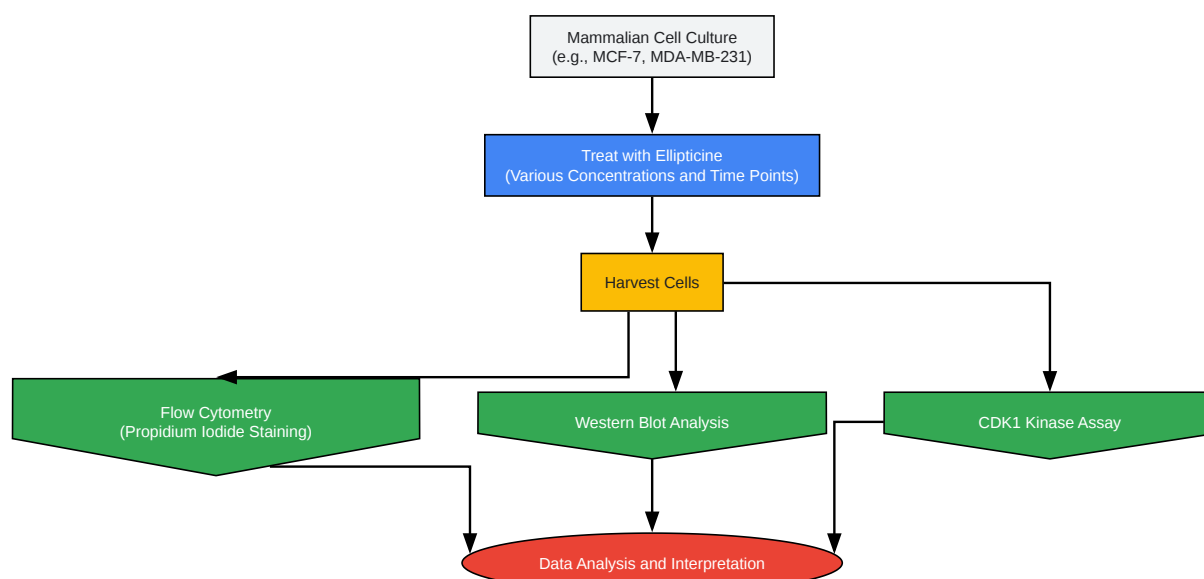 Mammalian Cell Culture
(e.g., MCF-7, MDA-MB-231)
Treat with Ellipticine
(Various Concentrations and Time Points)
Harvest Cells
Flow Cytometry
(Propidium Iodide Staining)
Western Blot Analysis
CDK1 Kinase Assay
Data Analysis and Interpretation